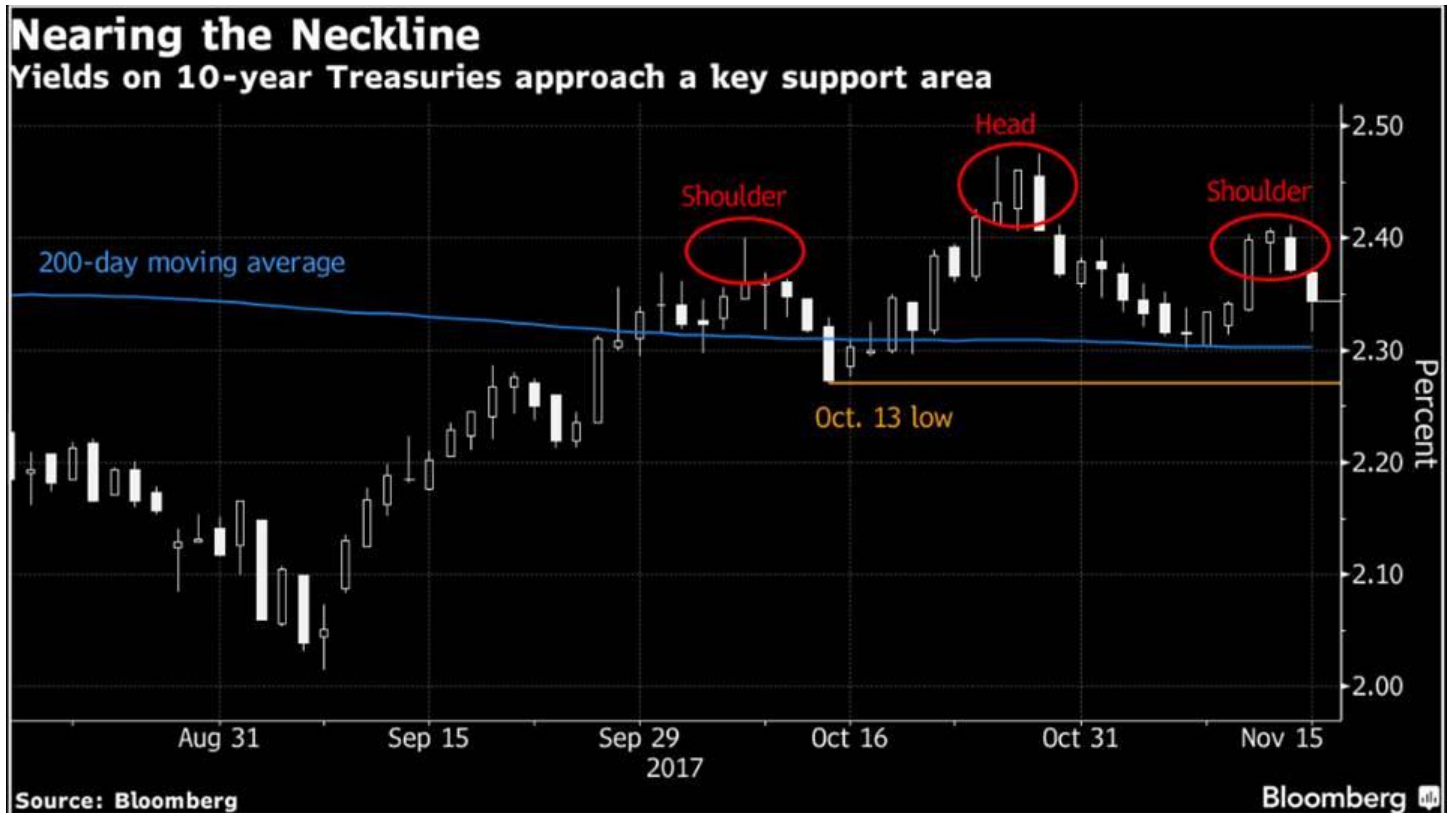 Nearing the Neckline
Yields on 10-year Treasuries approach a key support area
Head
2.50
Shoulder
Shoulder
2.40
200-day moving average
2.30
Percent
Oct. 13 low
2.20
2.10
2.00
Aug 31
Sep 15
Sep 29
Oct 16
Oct 31
Nov 15
2017
Source: Bloomberg
Bloomberg